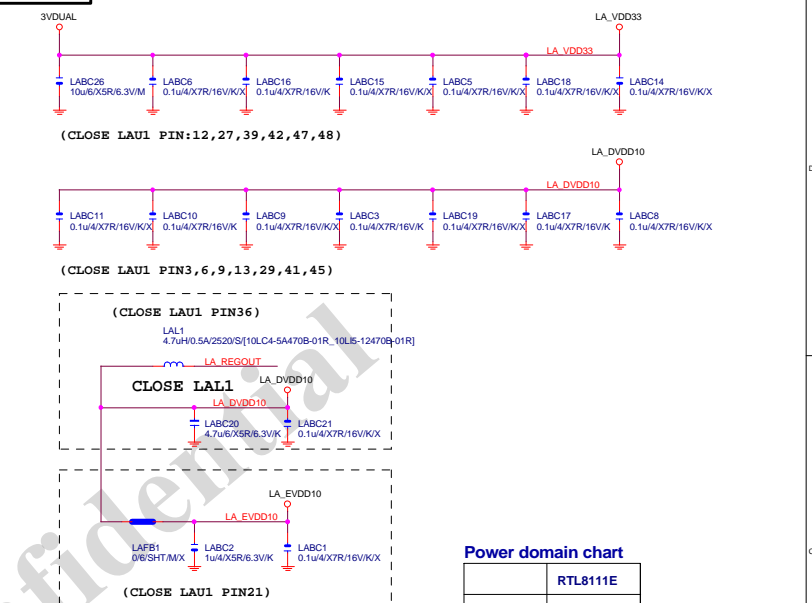 3VDUAL
LA_VDD33
LA_VDD33
LABC26
10u/6/X5R/6.3V/M
LABC6
0.1u/4/X7R/16V/K/X
LABC16
0.1u/4/X7R/16V/K
LABC15
0.1u/4/X7R/16V/K/X
LABC5
0.1u/4/X7R/16V/K/X
LABC18
0.1u/4/X7R/16V/K/X
LABC14
0.1u/4/X7R/16V/K/X
(CLOSE LAU1 PIN:12,27,39,42,47,48)
LA_DVDD10
LA_DVDD10
LABC11
0.1u/4/X7R/16V/K/X
LABC10
0.1u/4/X7R/16V/K
LABC9
0.1u/4/X7R/16V/K/X
LABC3
0.1u/4/X7R/16V/K
LABC19
0.1u/4/X7R/16V/K/X
LABC17
0.1u/4/X7R/16V/K
LABC8
0.1u/4/X7R/16V/K/X
(CLOSE LAU1 PIN3,6,9,13,29,41,45)
(CLOSE LAU1 PIN36)
LAL1
4.7uH/0.5A/2520/S/[10LC4-5A470B-01R_10LI5-12470B-01R]
LA_REGOUT
CLOSE LAL1
LA_DVDD10
LA_DVDD10
LABC20
4.7u/6/X5R/6.3V/K
LABC21
0.1u/4/X7R/16V/K/X
LA_EVDD10
LA_EVDD10
LAFB1
0/6/SHT/M/X
LABC2
1u/4/X5R/6.3V/K
LABC1
0.1u/4/X7R/16V/K/X
(CLOSE LAU1 PIN21)
Power domain chart
RTL8111E
fidential
D
C